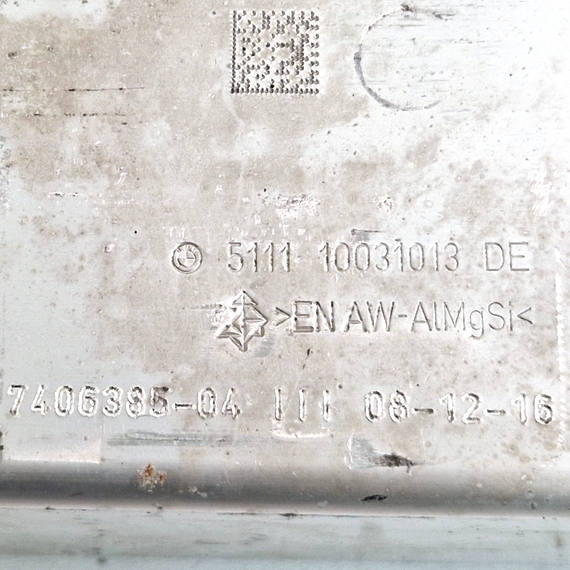 5111 10031013 DE
>EN AW-AlMgSi<
7406385-04 III 08-12-16